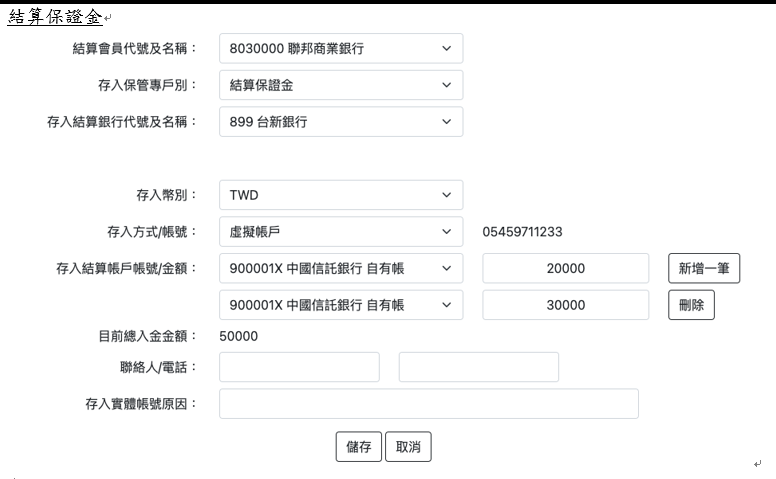 結算保證金
結算會員代號及名稱： 8030000 聯邦商業銀行
存入保管專戶別： 結算保證金
存入結算銀行代號及名稱： 899 台新銀行
存入幣別： TWD
存入方式/帳號： 虛擬帳戶 05459711233
存入結算帳戶帳號/金額： 900001X 中國信託銀行 自有帳 20000 新增一筆
900001X 中國信託銀行 自有帳 30000 刪除
目前總入金金額： 50000
聯絡人/電話：
存入實體帳號原因：
儲存 取消